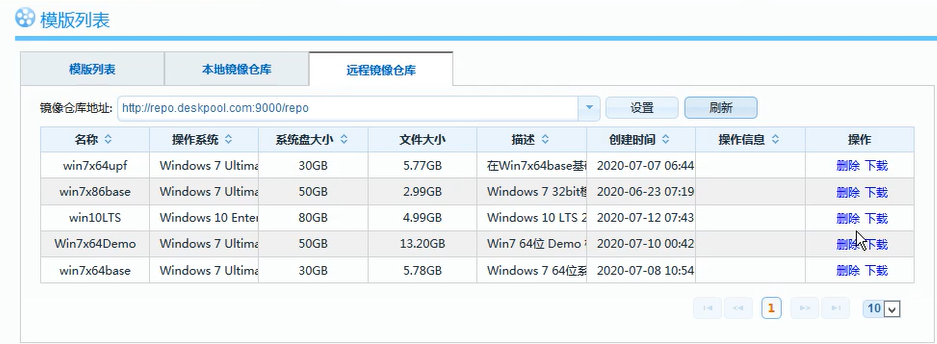 模版列表
模版列表 本地镜像仓库 远程镜像仓库
镜像仓库地址: http://repo.deskpool.com:9000/repo 设置 刷新
名称 操作系统 系统盘大小 文件大小 描述 创建时间 操作信息 操作
win7x64upf Windows 7 Ultima 30GB 5.77GB 在Win7x64base基 2020-07-07 06:44 删除 下载
win7x86base Windows 7 Ultima 50GB 2.99GB Windows 7 32bit 2020-06-23 07:19 删除 下载
win10LTS Windows 10 Enter 80GB 4.99GB Windows 10 LTS 2 2020-07-12 07:43 删除 下载
Win7x64Demo Windows 7 Ultima 50GB 13.20GB Win7 64位 Demo 2020-07-10 00:42 删除 下载
win7x64base Windows 7 Ultima 30GB 5.78GB Windows 7 64位系 2020-07-08 10:54 删除 下载
1 10